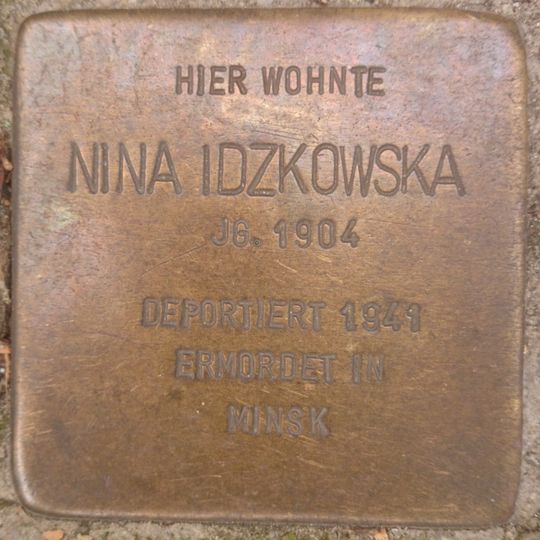 HIER WOHNTE
NINA IDZKOWSKA
JG. 1904
DEPORTIERT 1941
ERMORDET IN
MINSK